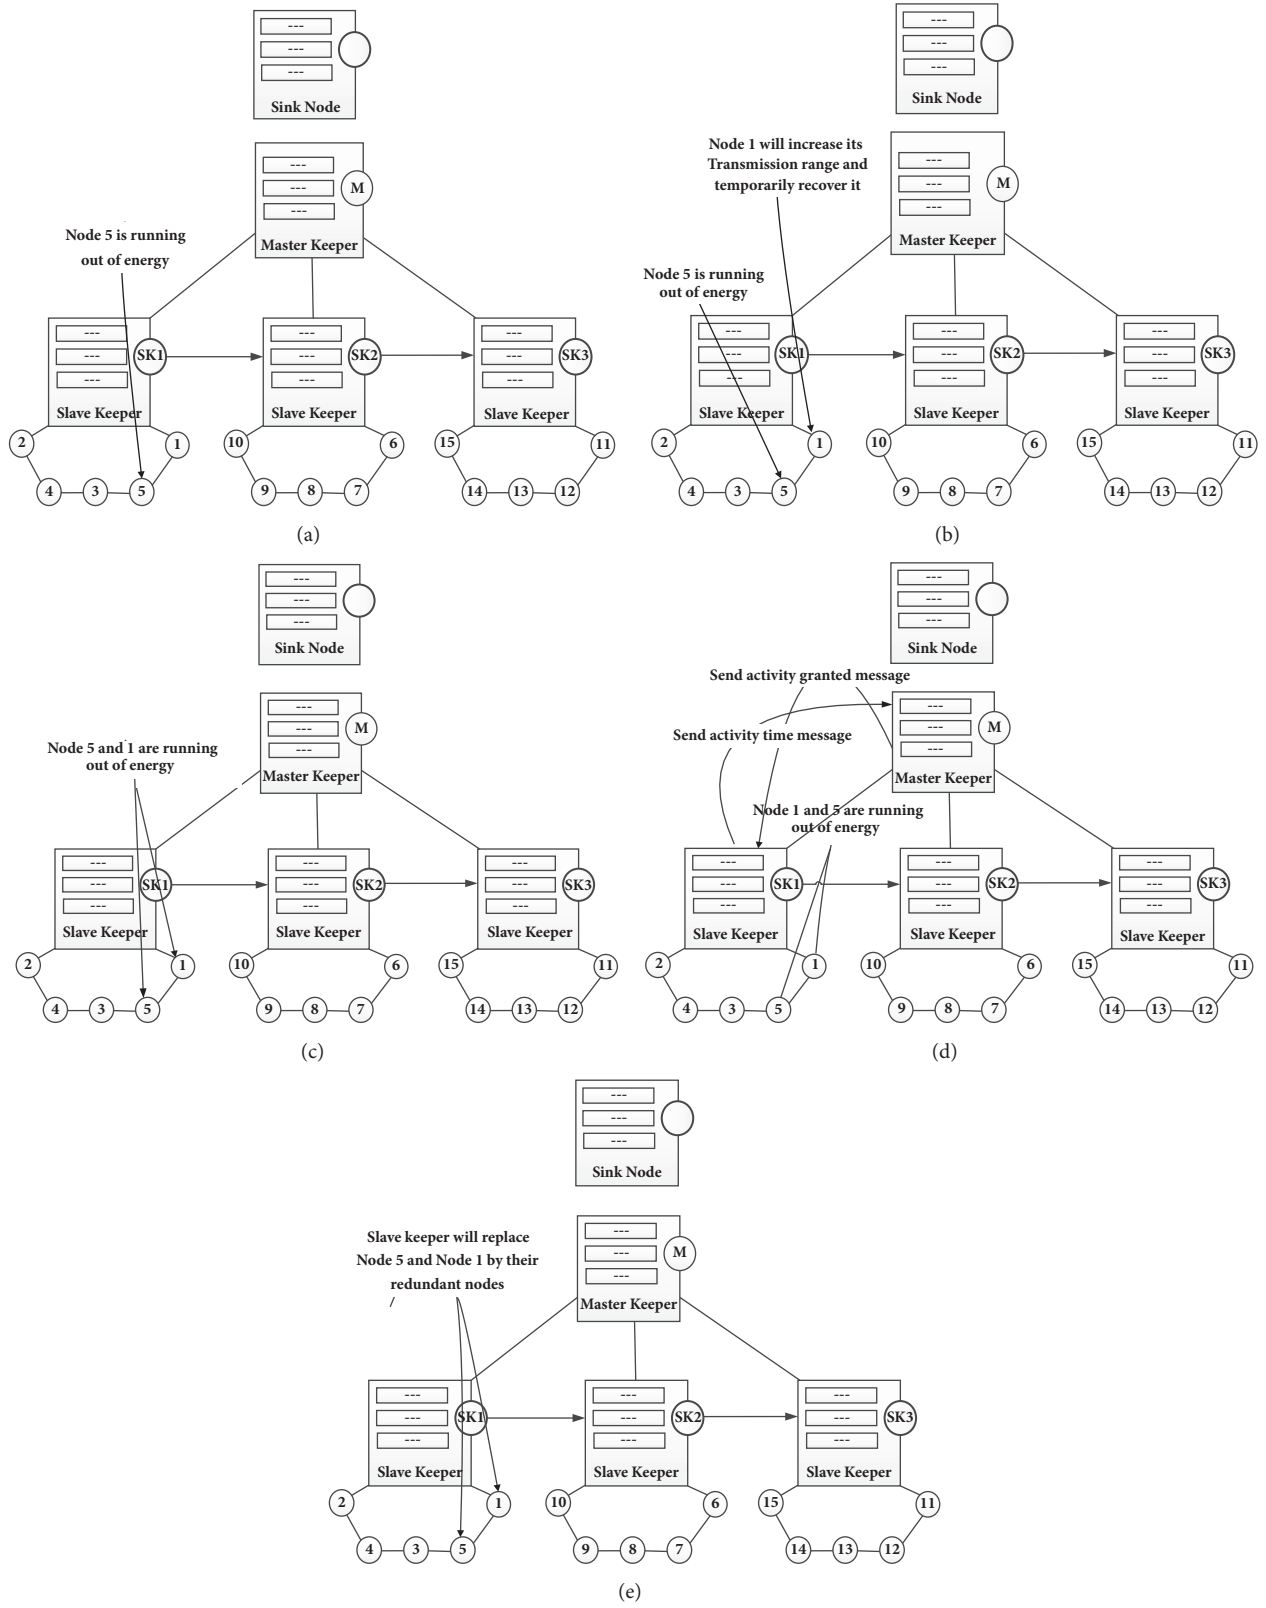 ---
---
---
Sink Node
---
---
---
M
Master Keeper
Node 5 is running
out of energy
---
---
---
SK1
Slave Keeper
---
---
---
SK2
Slave Keeper
---
---
---
SK3
Slave Keeper
2
1
4
3
5
10
6
9
8
7
15
11
14
13
12
(a)
---
---
---
Sink Node
Node 1 will increase its
Transmission range and
temporarily recover it
---
---
---
M
Master Keeper
Node 5 is running
out of energy
---
---
---
SK1
Slave Keeper
---
---
---
SK2
Slave Keeper
---
---
---
SK3
Slave Keeper
2
1
4
3
5
10
6
9
8
7
15
11
14
13
12
(b)
---
---
---
Sink Node
---
---
---
M
Master Keeper
Node 5 and 1 are running
out of energy
---
---
---
SK1
Slave Keeper
---
---
---
SK2
Slave Keeper
---
---
---
SK3
Slave Keeper
2
1
4
3
5
10
6
9
8
7
15
11
14
13
12
(c)
---
---
---
Sink Node
Send activity granted message
---
---
---
M
Master Keeper
Send activity time message
Node 1 and 5 are running
out of energy
---
---
---
SK1
Slave Keeper
---
---
---
SK2
Slave Keeper
---
---
---
SK3
Slave Keeper
2
1
4
3
5
10
6
9
8
7
15
11
14
13
12
(d)
---
---
---
Sink Node
Slave keeper will replace
Node 5 and Node 1 by their
redundant nodes
---
---
---
M
Master Keeper
---
---
---
SK1
Slave Keeper
---
---
---
SK2
Slave Keeper
---
---
---
SK3
Slave Keeper
2
1
4
3
5
10
6
9
8
7
15
11
14
13
12
(e)